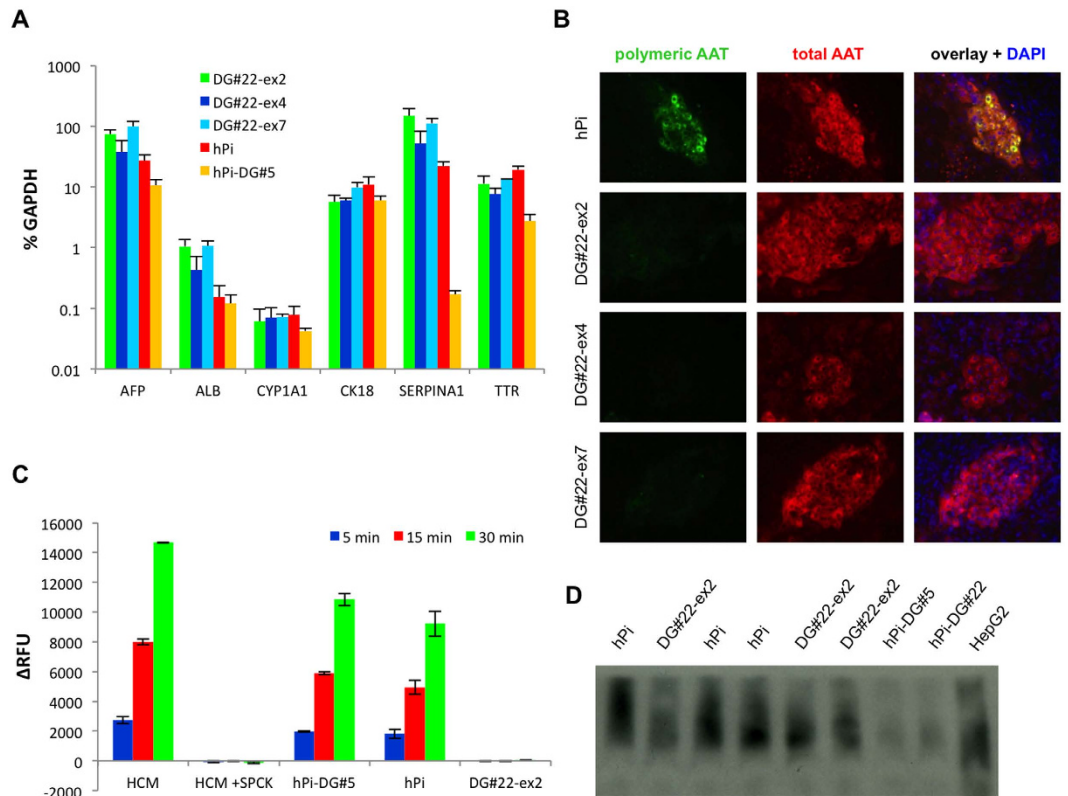 A
1000
100
10
1
0.1
0.01
% GAPDH
DG#22-ex2
DG#22-ex4
DG#22-ex7
hPi
hPi-DG#5
AFP ALB CYP1A1 CK18 SERPINA1 TTR
B
polymeric AAT total AAT overlay + DAPI
hPi
DG#22-ex2
DG#22-ex4
DG#22-ex7
C
16000
14000
12000
10000
8000
6000
4000
2000
0
-2000
ΔRFU
5 min 15 min 30 min
HCM HCM +SPCK hPi-DG#5 hPi DG#22-ex2
D
hPi DG#22-ex2 hPi hPi DG#22-ex2 DG#22-ex2 hPi-DG#5 hPi-DG#22 HepG2